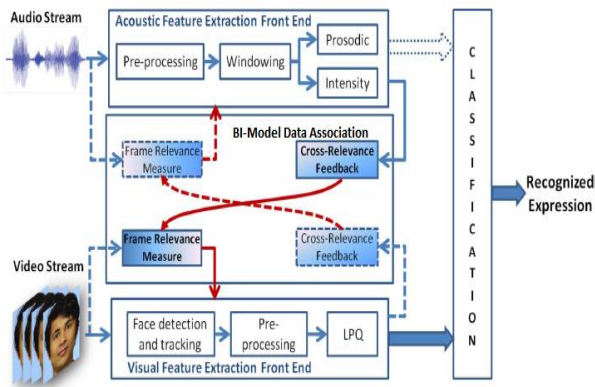 Audio Stream
Acoustic Feature Extraction Front End
Pre-processing
Windowing
Prosodic
Intensity
BI-Model Data Association
Frame Relevance
Measure
Cross-Relevance
Feedback
Frame Relevance
Measure
Cross-Relevance
Feedback
Video Stream
Face detection
and tracking
Pre-
processing
LPQ
Visual Feature Extraction Front End
C
L
A
S
S
I
F
I
C
A
T
I
O
N
Recognized
Expression